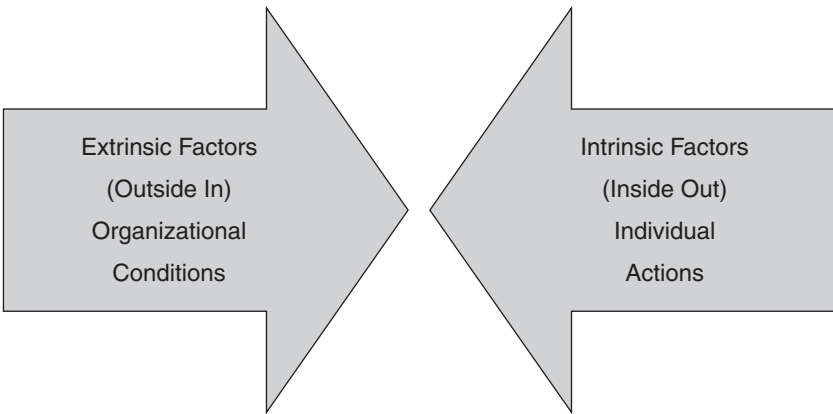 Extrinsic Factors
(Outside In)
Organizational
Conditions
Intrinsic Factors
(Inside Out)
Individual
Actions